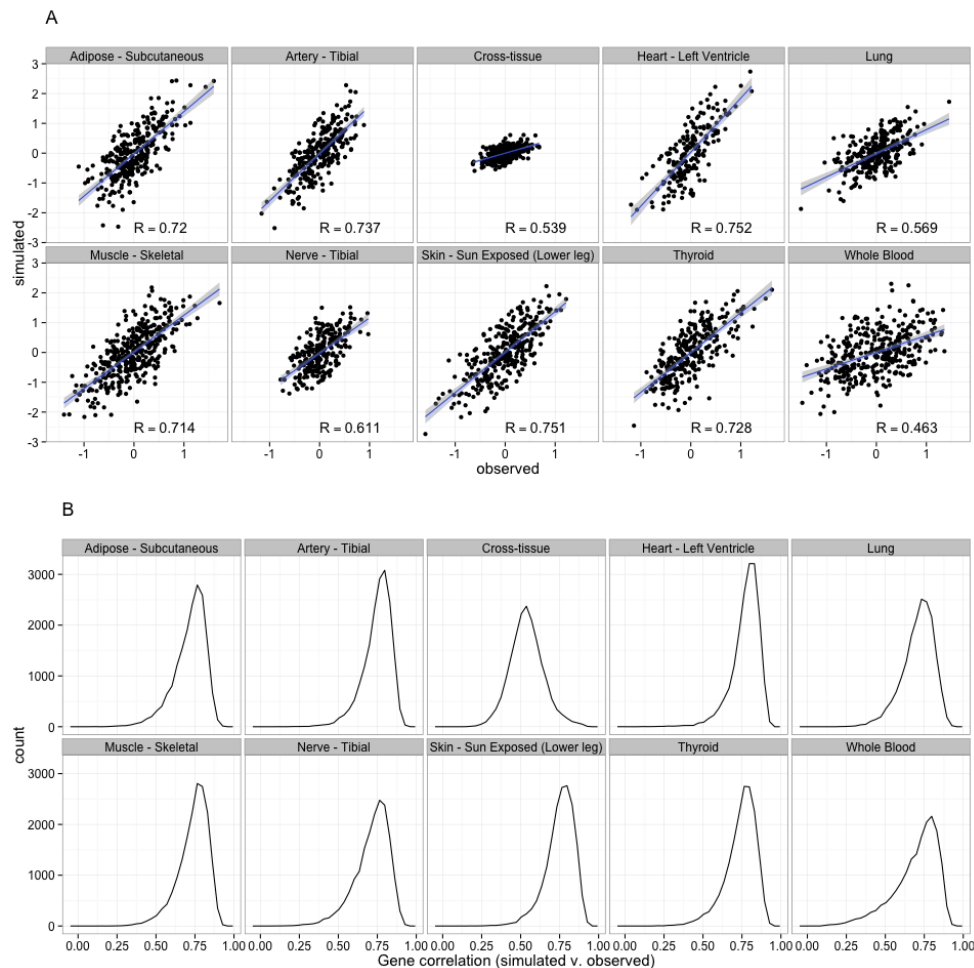 A
Adipose - Subcutaneous Artery - Tibial Cross-tissue Heart - Left Ventricle Lung
3
2
1
0
-1
-2
-3
R = 0.72 R = 0.737 R = 0.539 R = 0.752 R = 0.569
simulated
Muscle - Skeletal Nerve - Tibial Skin - Sun Exposed (Lower leg) Thyroid Whole Blood
3
2
1
0
-1
-2
-3
R = 0.714 R = 0.611 R = 0.751 R = 0.728 R = 0.463
-1 0 1 -1 0 1 -1 0 1 -1 0 1 -1 0 1
observed
B
Adipose - Subcutaneous Artery - Tibial Cross-tissue Heart - Left Ventricle Lung
3000
2000
1000
0
count
Muscle - Skeletal Nerve - Tibial Skin - Sun Exposed (Lower leg) Thyroid Whole Blood
3000
2000
1000
0
0.00 0.25 0.50 0.75 1.00 0.00 0.25 0.50 0.75 1.00 0.00 0.25 0.50 0.75 1.00 0.00 0.25 0.50 0.75 1.00 0.00 0.25 0.50 0.75 1.00
Gene correlation (simulated v. observed)